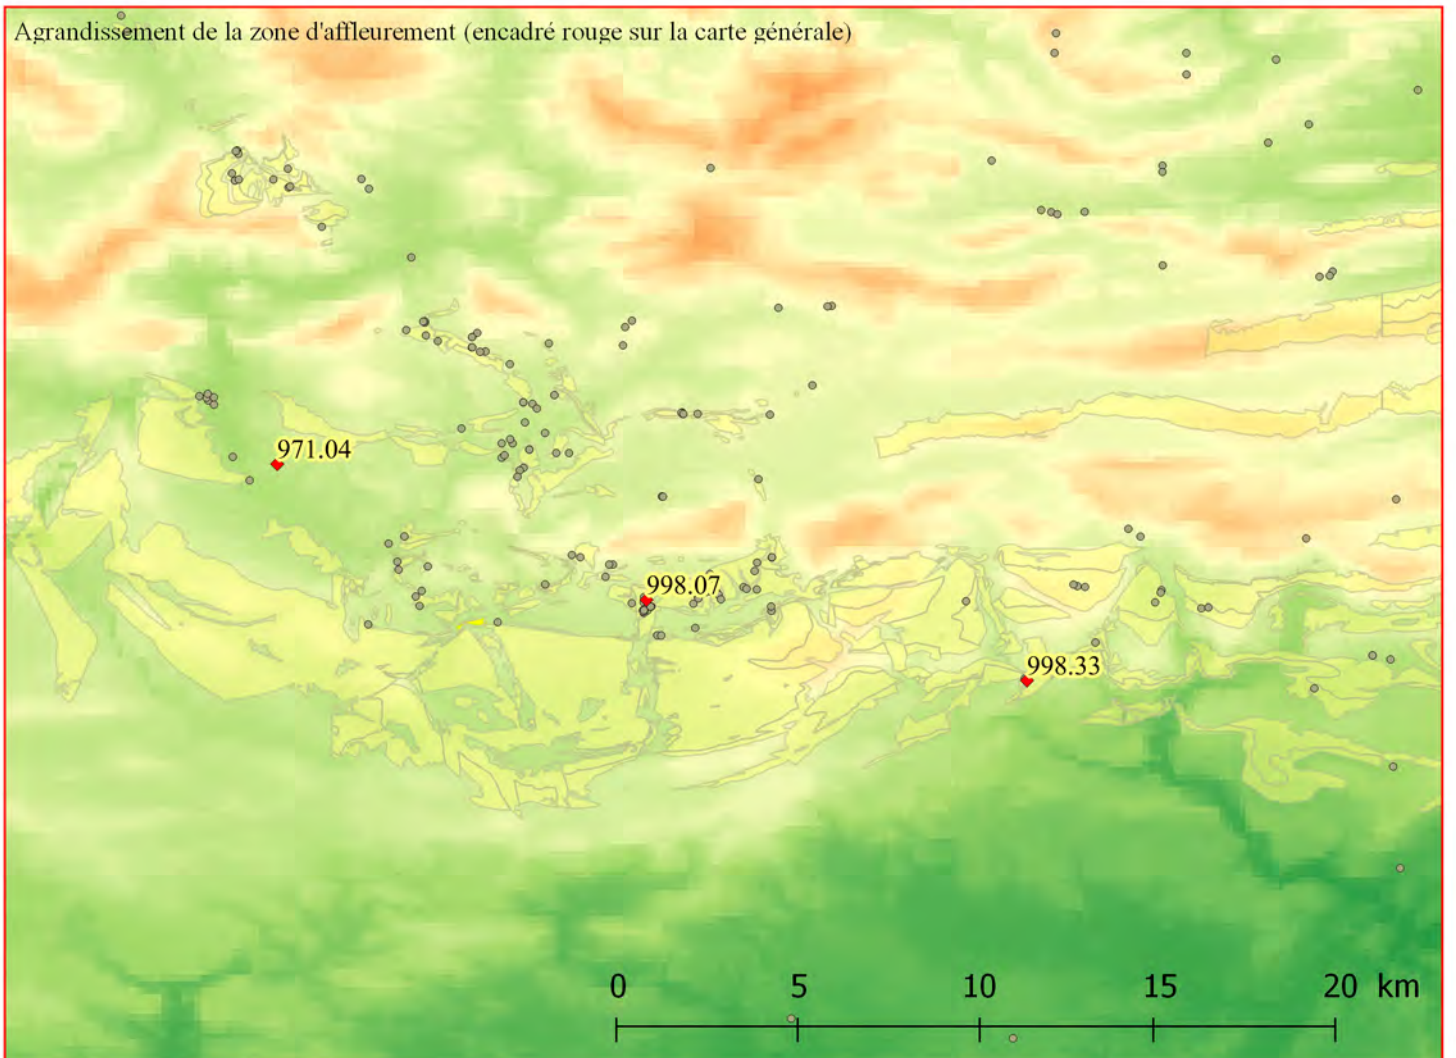 Agrandissement de la zone d'affleurement (encadré rouge sur la carte générale)
971.04
998.07
998.33
0 5 10 15 20 km